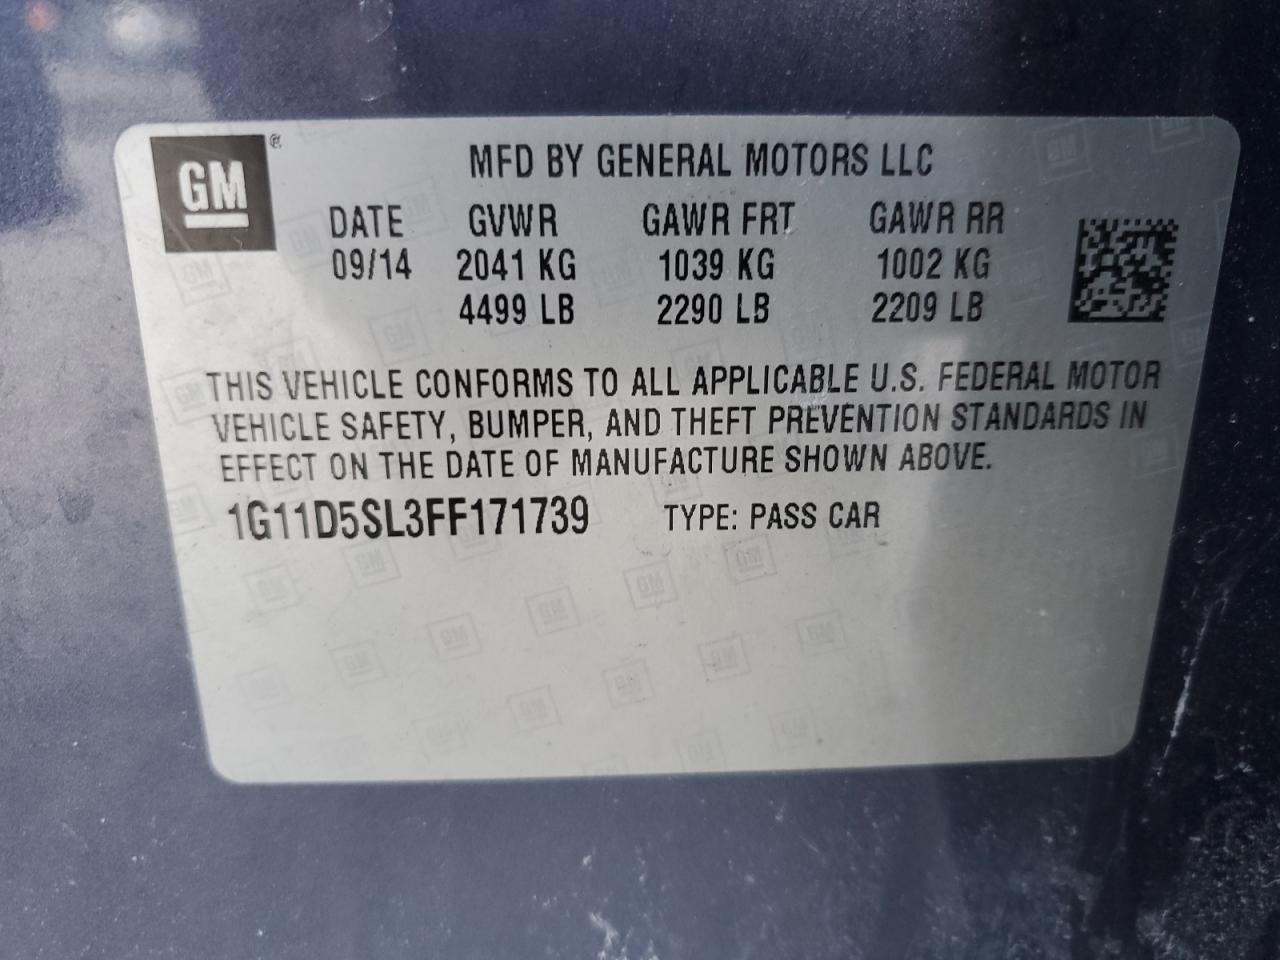 GM
MFD BY GENERAL MOTORS LLC
DATE GVWR GAWR FRT GAWR RR
09/14 2041 KG 1039 KG 1002 KG
4499 LB 2290 LB 2209 LB
THIS VEHICLE CONFORMS TO ALL APPLICABLE U.S. FEDERAL MOTOR
VEHICLE SAFETY, BUMPER, AND THEFT PREVENTION STANDARDS IN
EFFECT ON THE DATE OF MANUFACTURE SHOWN ABOVE.
1G11D5SL3FF171739 TYPE: PASS CAR